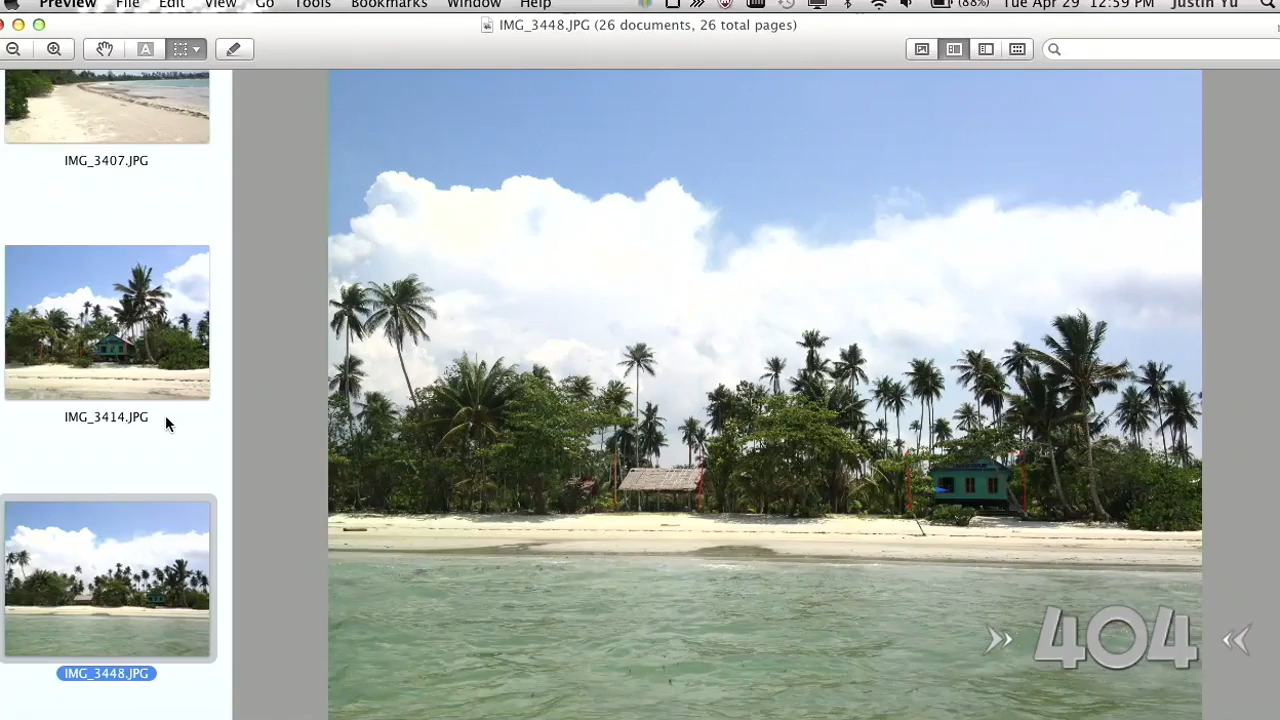 Preview File Edit View Go Tools Bookmarks Window Help (88%) Tue Apr 29 12:59 PM Justin Yu
IMG_3448.JPG (26 documents, 26 total pages)
A
IMG_3407.JPG
IMG_3414.JPG
IMG_3448.JPG
404